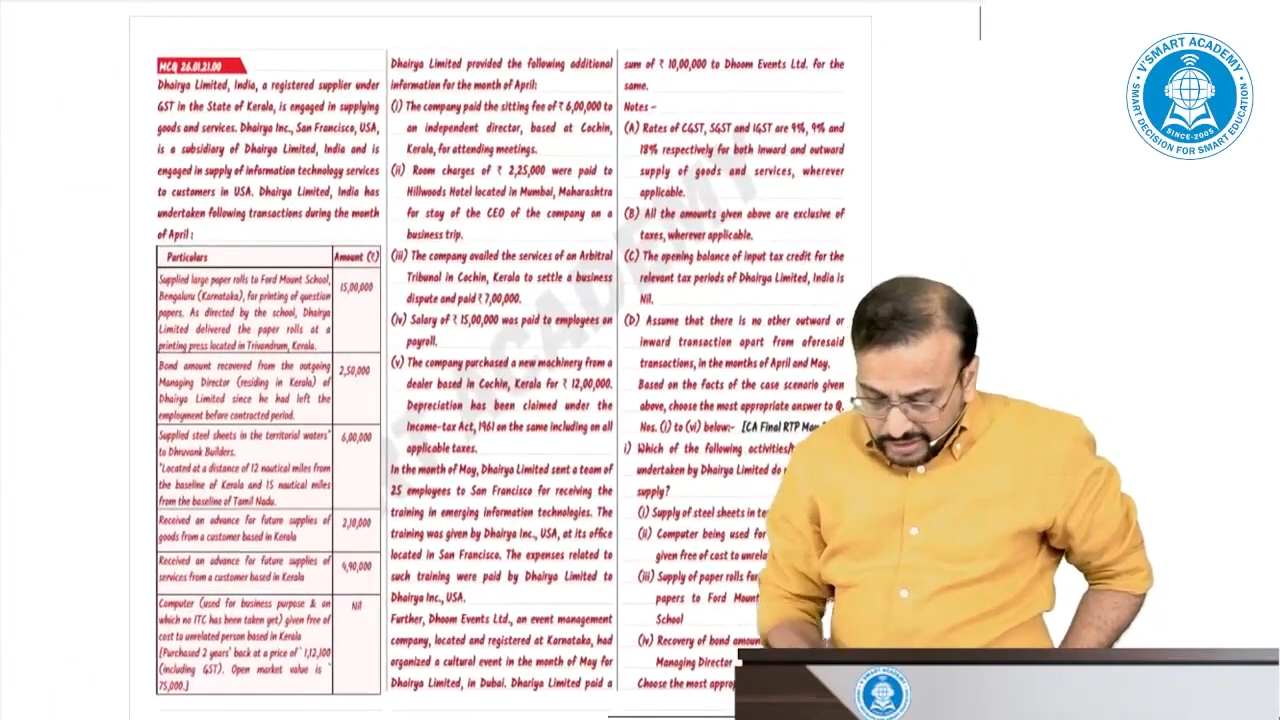 MCQ 26.01.21.00
Dhairya Limited, India, a registered supplier under
GST in the State of Kerala, is engaged in supplying
goods and services. Dhairya Inc., San Francisco, USA,
is a subsidiary of Dhairya Limited, India and is
engaged in supply of information technology services
to customers in USA. Dhairya Limited, India has
undertaken following transactions during the month
of April :
Particulars Amount (₹)
Supplied large paper rolls to Ford Mount School,
Bengaluru (Karnataka), for printing of question
papers. As directed by the school, Dhairya
Limited delivered the paper rolls at a
printing press located in Trivandrum, Kerala.
15,00,000
Bond amount recovered from the outgoing
Managing Director (residing in Kerala) of
Dhairya Limited since he had left the
employment before contracted period.
2,50,000
Supplied steel sheets in the territorial waters*
to Dhruvank Builders.
*Located at a distance of 12 nautical miles from
the baseline of Kerala and 15 nautical miles
from the baseline of Tamil Nadu.
6,00,000
Received an advance for future supplies of
goods from a customer based in Kerala
2,10,000
Received an advance for future supplies of
services from a customer based in Kerala
4,90,000
Computer (used for business purpose & on
which no ITC has been taken yet) given free of
cost to unrelated person based in Kerala
[Purchased 2 years' back at a price of ` 1,12,100
(including GST). Open market value is `
75,000.]
Nil
Dhairya Limited provided the following additional
information for the month of April:
(i) The company paid the sitting fee of ₹ 6,00,000 to
an independent director, based at Cochin,
Kerala, for attending meetings.
(ii) Room charges of ₹ 2,25,000 were paid to
Hillwoods Hotel located in Mumbai, Maharashtra
for stay of the CEO of the company on a
business trip.
(iii) The company availed the services of an Arbitral
Tribunal in Cochin, Kerala to settle a business
dispute and paid ₹ 7,00,000.
(iv) Salary of ₹ 15,00,000 was paid to employees on
payroll.
(v) The company purchased a new machinery from a
dealer based in Cochin, Kerala for ₹ 12,00,000.
Depreciation has been claimed under the
Income-tax Act, 1961 on the same including on all
applicable taxes.
In the month of May, Dhairya Limited sent a team of
25 employees to San Francisco for receiving the
training in emerging information technologies. The
training was given by Dhairya Inc., USA, at its office
located in San Francisco. The expenses related to
such training were paid by Dhairya Limited to
Dhairya Inc., USA.
Further, Dhoom Events Ltd., an event management
company, located and registered at Karnataka, had
organized a cultural event in the month of May for
Dhairya Limited, in Dubai. Dhariya Limited paid a
sum of ₹ 10,00,000 to Dhoom Events Ltd. for the
same.
Notes –
(A) Rates of CGST, SGST and IGST are 9%, 9% and
18% respectively for both inward and outward
supply of goods and services, wherever
applicable.
(B) All the amounts given above are exclusive of
taxes, wherever applicable.
(C) The opening balance of input tax credit for the
relevant tax periods of Dhairya Limited, India is
Nil.
(D) Assume that there is no other outward or
inward transaction apart from aforesaid
transactions, in the months of April and May.
Based on the facts of the case scenario given
above, choose the most appropriate answer to Q.
Nos. (i) to (vi) below:- [CA Final RTP
i) Which of the following
undertaken by Dhairya Limited do
supply?
(i) Supply of steel sheets in
(ii) Computer being used for
given free of cost to
(iii) Supply of paper rolls
papers to Ford
School
(iv) Recovery of bond
Managing Director
Choose the most
V'SMART ACADEMY
SINCE-2005
SMART DECISION FOR SMART EDUCATION